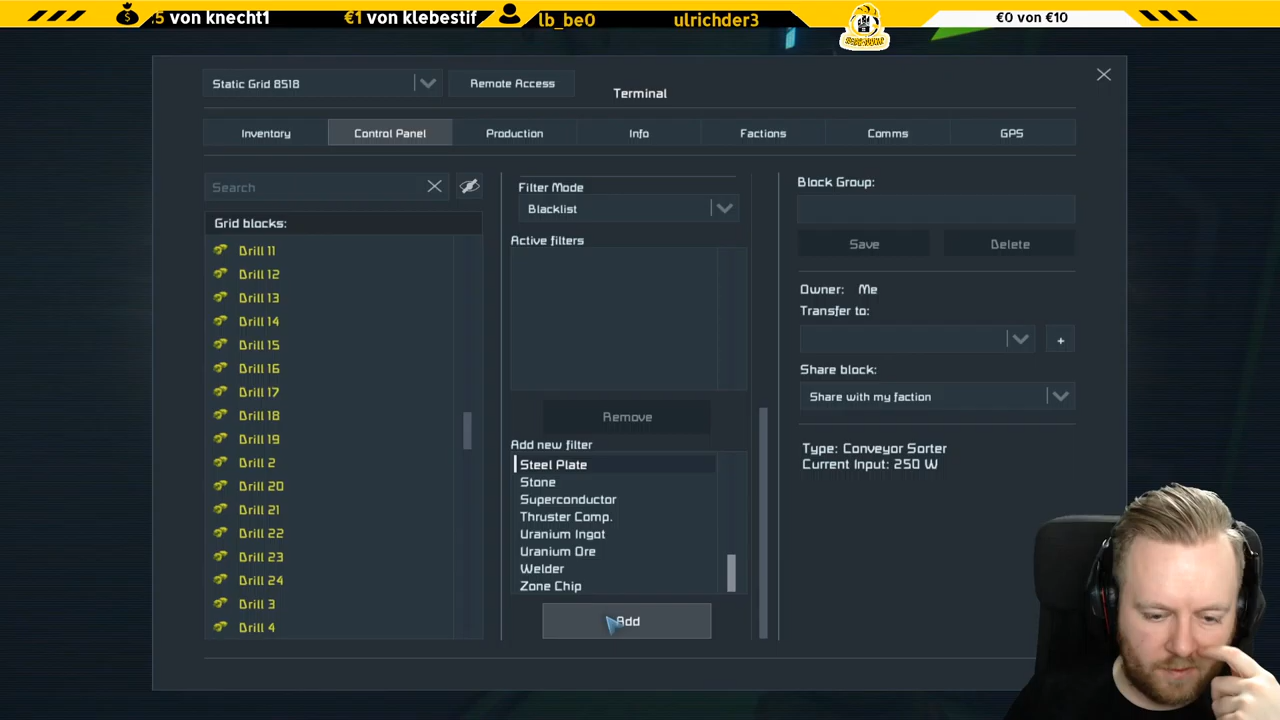 .5 von knecht1
€1 von klebestif
lb_be0
ulrichder3
€0 von €10
Static Grid 8518
Remote Access
Terminal
Inventory
Control Panel
Production
Info
Factions
Comms
GPS
Search
Grid blocks:
Drill 11
Drill 12
Drill 13
Drill 14
Drill 15
Drill 16
Drill 17
Drill 18
Drill 19
Drill 2
Drill 20
Drill 21
Drill 22
Drill 23
Drill 24
Drill 3
Drill 4
Filter Mode
Blacklist
Active filters
Remove
Add new filter
Steel Plate
Stone
Superconductor
Thruster Comp.
Uranium Ingot
Uranium Ore
Welder
Zone Chip
Add
Block Group:
Save
Delete
Owner: Me
Transfer to:
+
Share block:
Share with my faction
Type: Conveyor Sorter
Current Input: 250 W